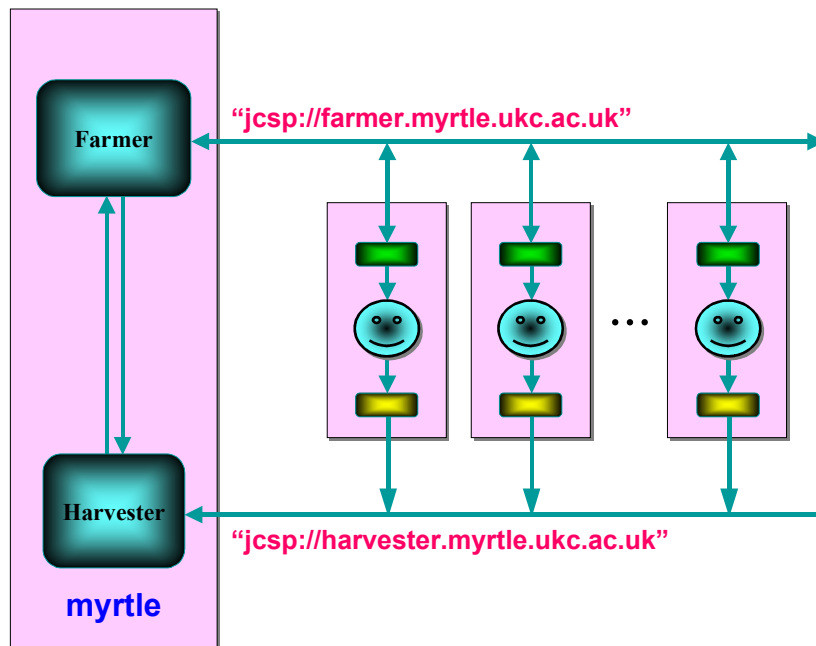 “jcsp://farmer.myrtle.ukc.ac.uk”
Farmer
...
Harvester
“jcsp://harvester.myrtle.ukc.ac.uk”
myrtle